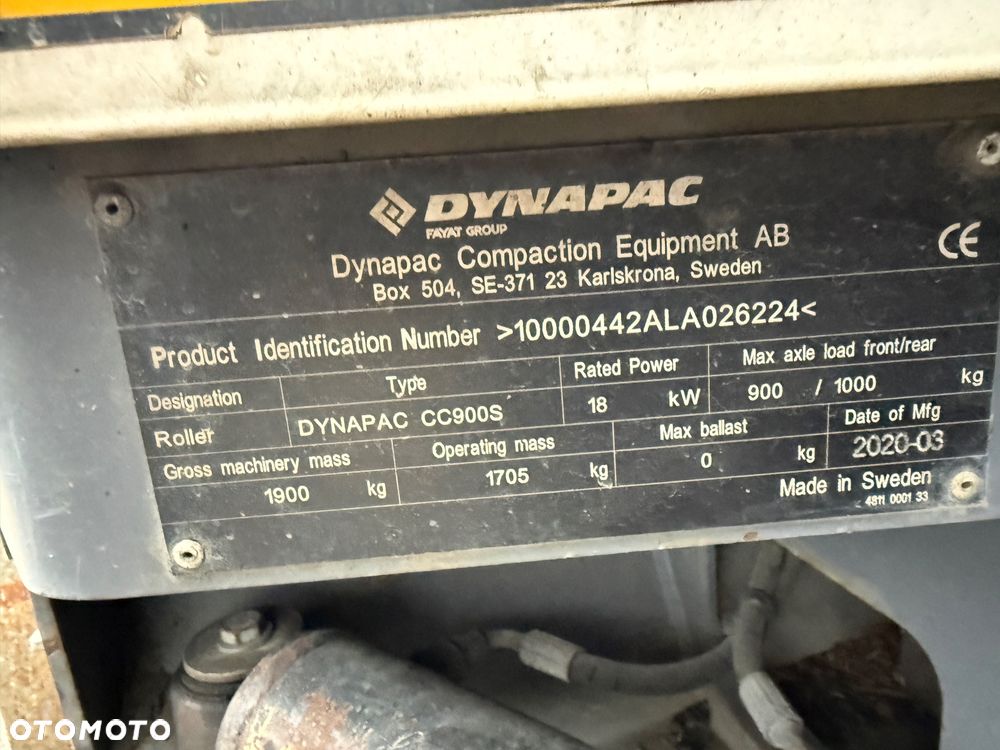 DYNAPAC
FAYAT GROUP
Dynapac Compaction Equipment AB
Box 504, SE-371 23 Karlskrona, Sweden
CE
Product Identification Number >10000442ALA026224<
Designation Type Rated Power Max axle load front/rear
Roller DYNAPAC CC900S 18 kW 900 / 1000 kg
Gross machinery mass Operating mass Max ballast Date of Mfg
1900 kg 1705 kg 0 kg 2020-03
Made in Sweden
4811 0001 33
OTOMOTO